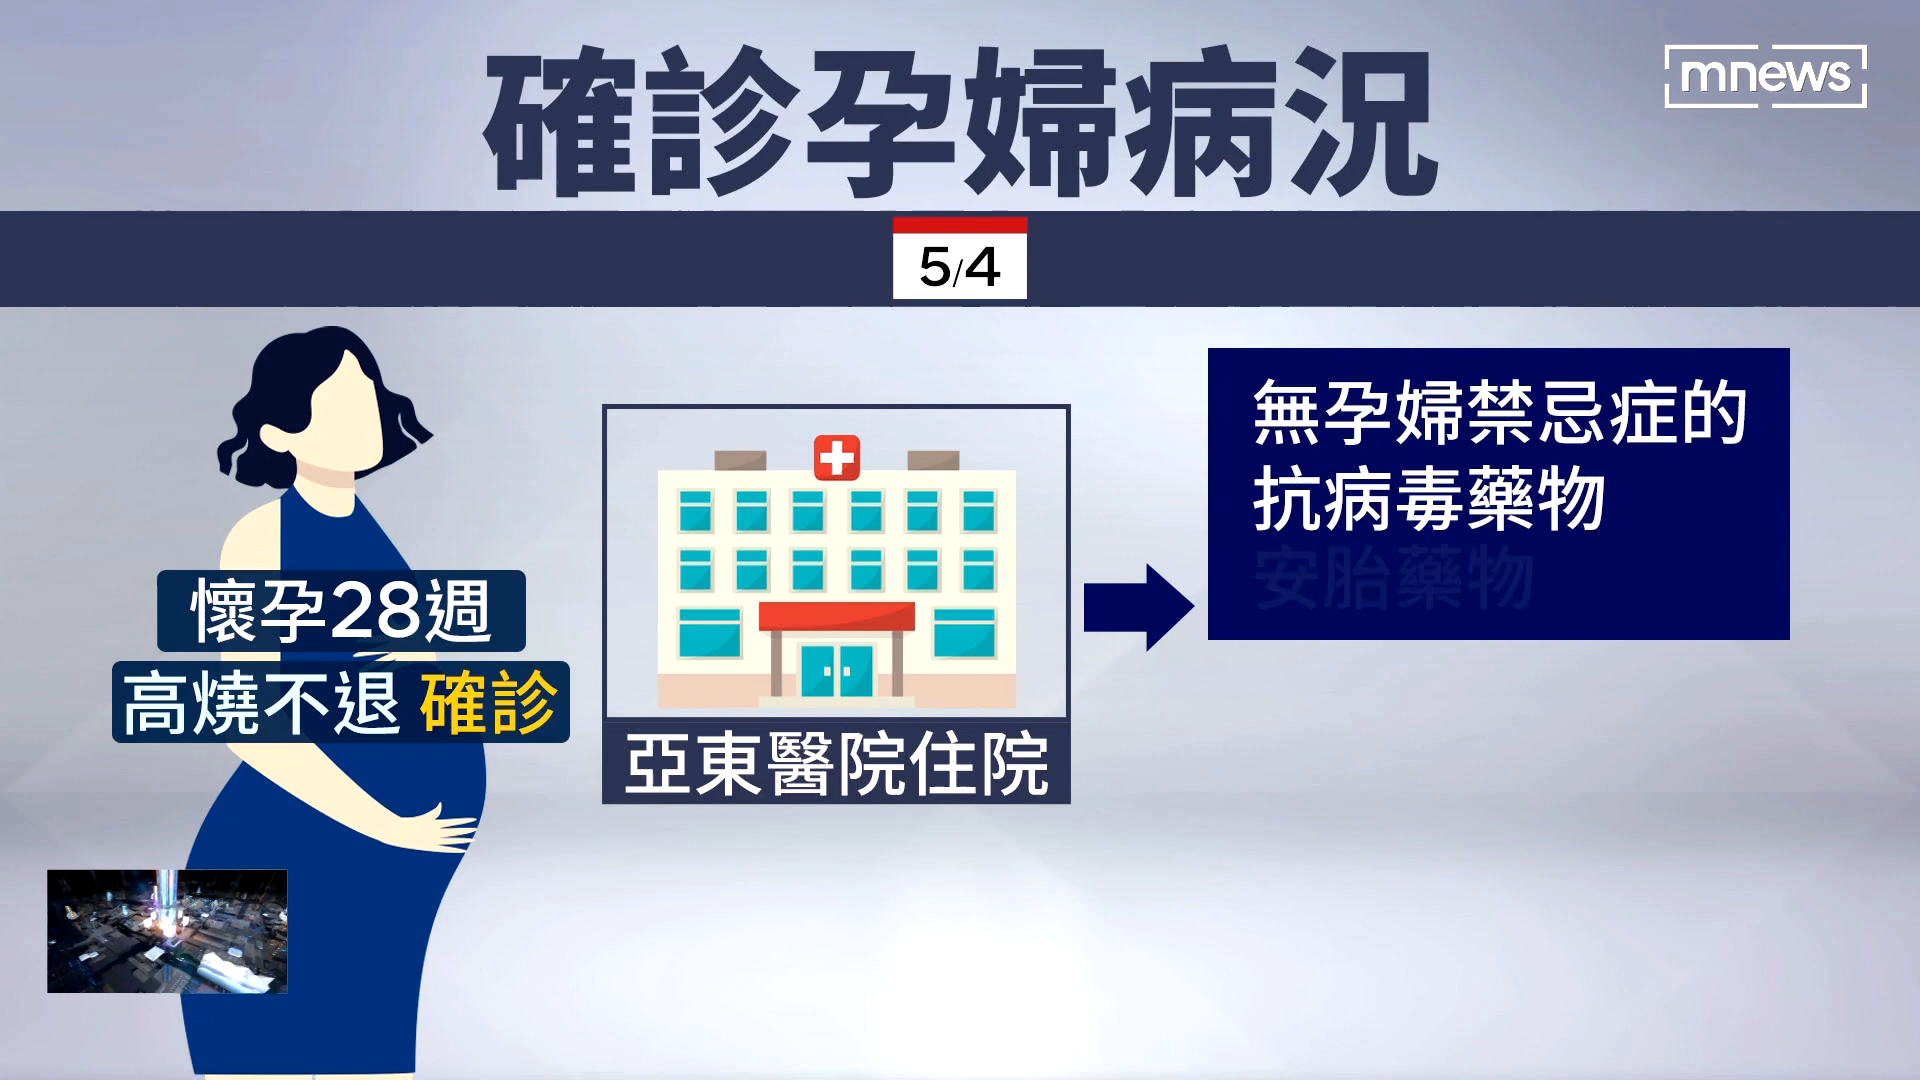 確診孕婦病況
mnews
5/4
懷孕28週
高燒不退 確診
亞東醫院住院
無孕婦禁忌症的
抗病毒藥物
安胎藥物